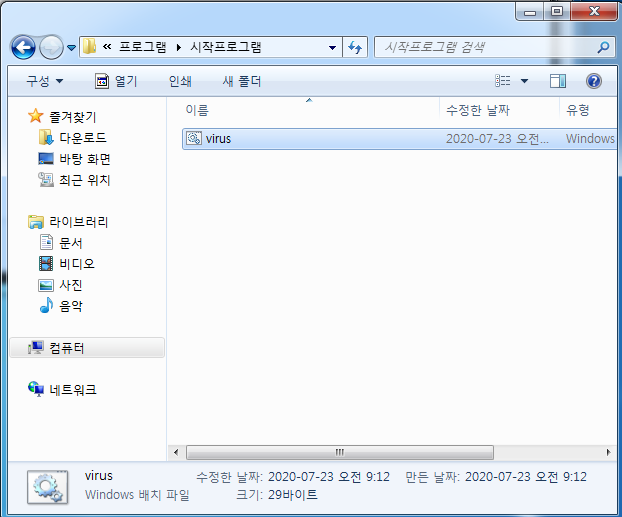 « 프로그램 ▸ 시작프로그램
시작프로그램 검색
구성 열기 인쇄 새 폴더
이름 수정한 날짜 유형
virus 2020-07-23 오전... Windows
즐겨찾기
다운로드
바탕 화면
최근 위치
라이브러리
문서
비디오
사진
음악
컴퓨터
네트워크
virus 수정한 날짜: 2020-07-23 오전 9:12 만든 날짜: 2020-07-23 오전 9:12
Windows 배치 파일 크기: 29바이트